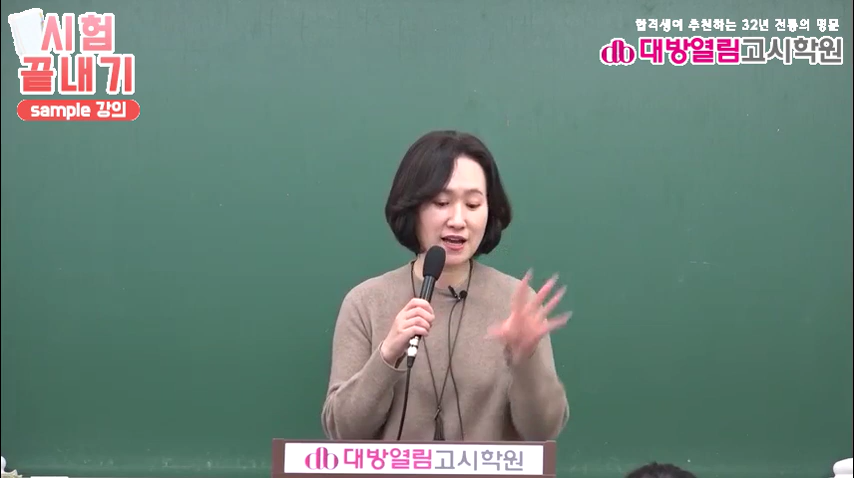 시험
끝내기
sample 강의
합격생이 추천하는 32년 전통의 명문
db 대방열림고시학원
db 대방열림고시학원